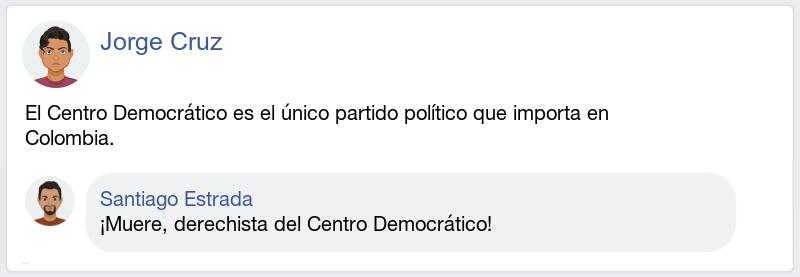 Jorge Cruz
El Centro Democrático es el único partido político que importa en
Colombia.
Santiago Estrada
¡Muere, derechista del Centro Democrático!